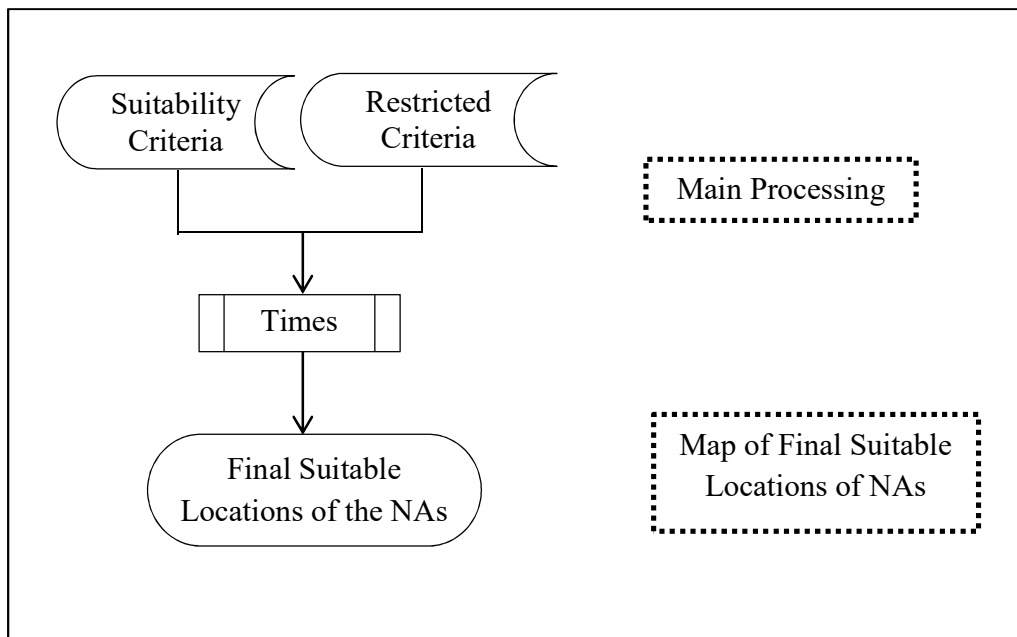 Suitability
Criteria
Restricted
Criteria
Main Processing
Times
Final Suitable
Locations of the NAs
Map of Final Suitable
Locations of NAs